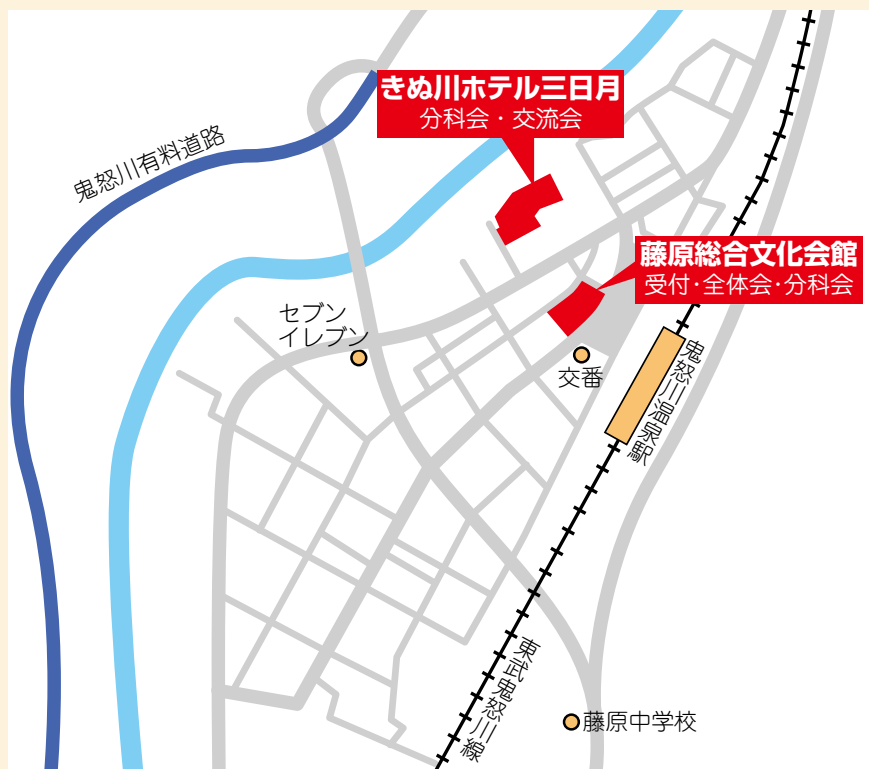 きぬ川ホテル三日月
分科会・交流会
鬼怒川有料道路
藤原総合文化会館
受付・全体会・分科会
セブン
イレブン
交番
鬼怒川温泉駅
東武鬼怒川線
藤原中学校